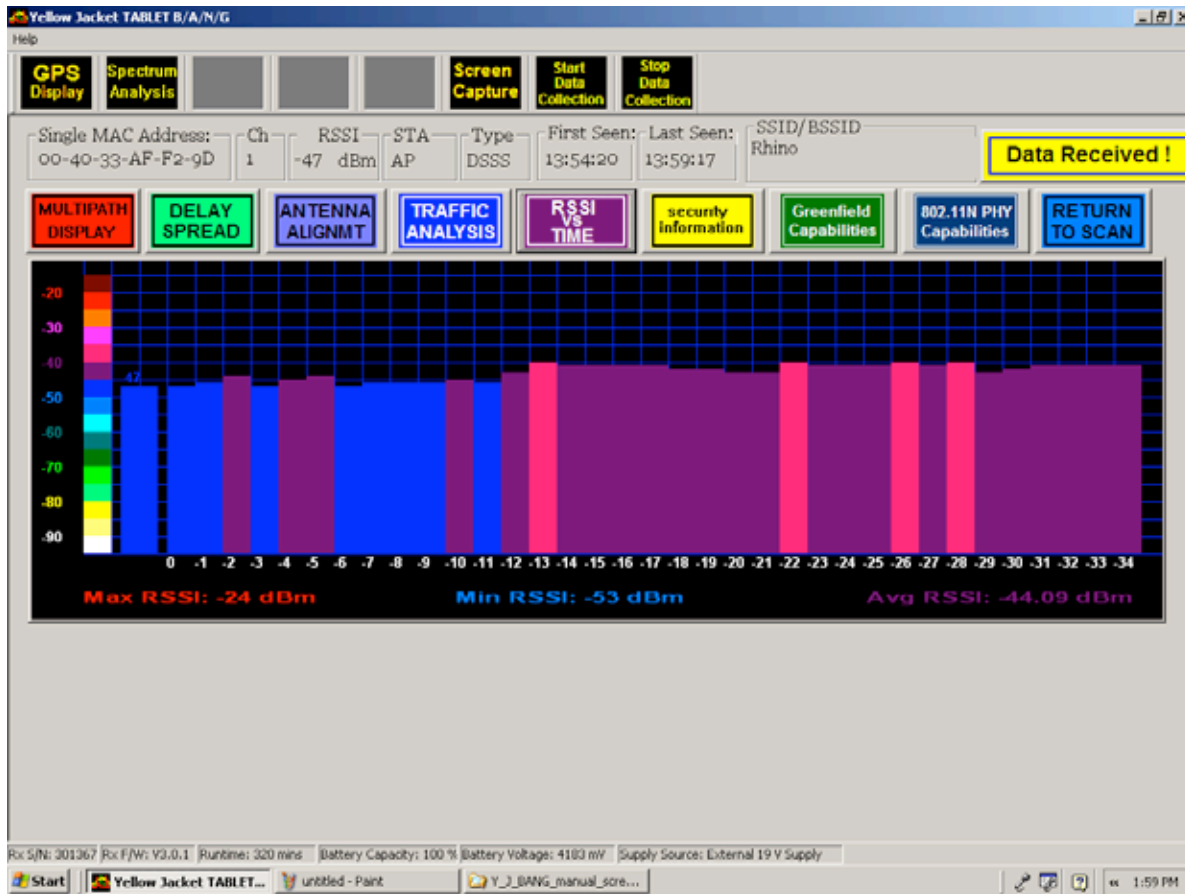 Yellow Jacket TABLET B/A/N/G
Help
GPS Display
Spectrum Analysis
Screen Capture
Start Data Collection
Stop Data Collection
Single MAC Address:
00-40-33-AF-F2-9D
Ch
1
RSSI
-47 dBm
STA
AP
Type
DSSS
First Seen:
13:54:20
Last Seen:
13:59:17
SSID/BSSID
Rhino
Data Received !
MULTIPATH DISPLAY
DELAY SPREAD
ANTENNA ALIGNMT
TRAFFIC ANALYSIS
RSSI VS TIME
security information
Greenfield Capabilities
802.11N PHY Capabilities
RETURN TO SCAN
-20
-30
-40
-47
-50
-60
-70
-80
-90
0 -1 -2 -3 -4 -5 -6 -7 -8 -9 -10 -11 -12 -13 -14 -15 -16 -17 -18 -19 -20 -21 -22 -23 -24 -25 -26 -27 -28 -29 -30 -31 -32 -33 -34
Max RSSI: -24 dBm
Min RSSI: -53 dBm
Avg RSSI: -44.09 dBm
Rx S/N: 301367
Rx F/W: V3.0.1
Runtime: 320 mins
Battery Capacity: 100 %
Battery Voltage: 4183 mV
Supply Source: External 19 V Supply
Start
Yellow Jacket TABLET...
untitled - Paint
Y_J_BANG_manual_scre...
1:59 PM